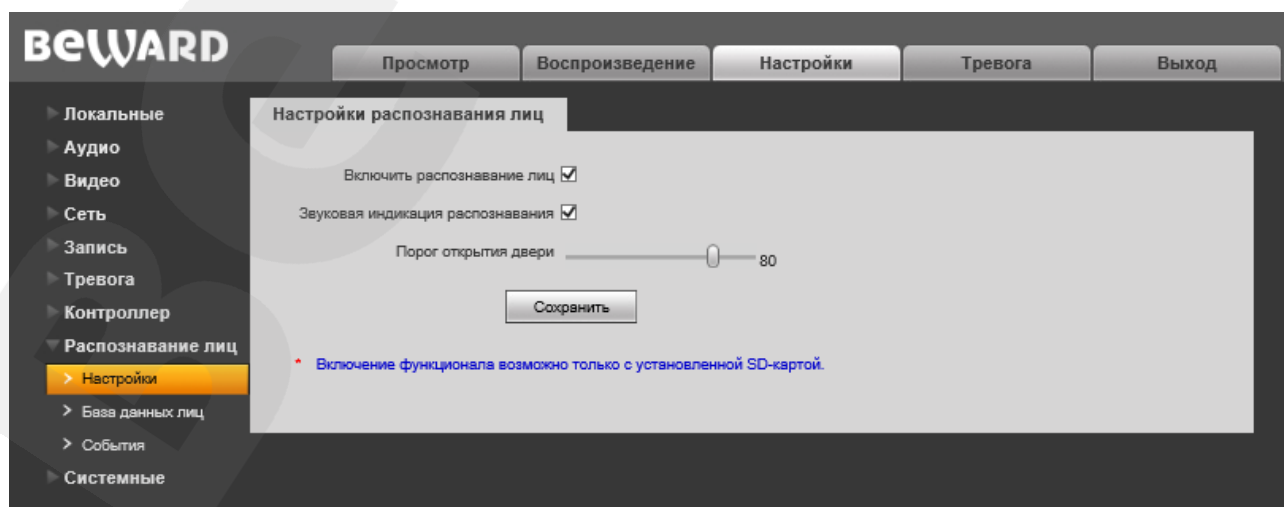 BEWARD
Просмотр
Воспроизведение
Настройки
Тревога
Выход
Локальные
Аудио
Видео
Сеть
Запись
Тревога
Контроллер
Распознавание лиц
> Настройки
> База данных лиц
> События
Системные
Настройки распознавания лиц
Включить распознавание лиц
Звуковая индикация распознавания
Порог открытия двери 80
Сохранить
* Включение функционала возможно только с установленной SD-картой.